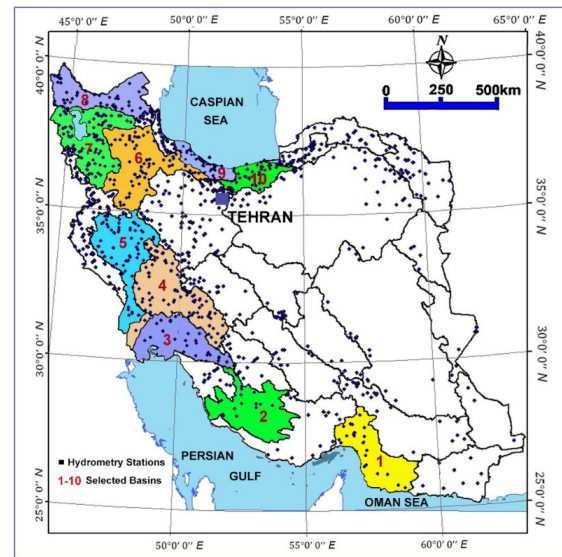 45°0'0" E 50°0'0" E 55°0'0" E 60°0'0" E 65°0'0" E
40°0'0" N
35°0'0" N
30°0'0" N
25°0'0" N
40°0'0" N
35°0'0" N
30°0'0" N
25°0'0" N
N
0 250 500km
CASPIAN
SEA
8
7
6
9
10
TEHRAN
5
4
3
2
1
PERSIAN
GULF
OMAN SEA
Hydrometry Stations
1-10 Selected Basins
50°0'0" E 55°0'0" E 60°0'0" E